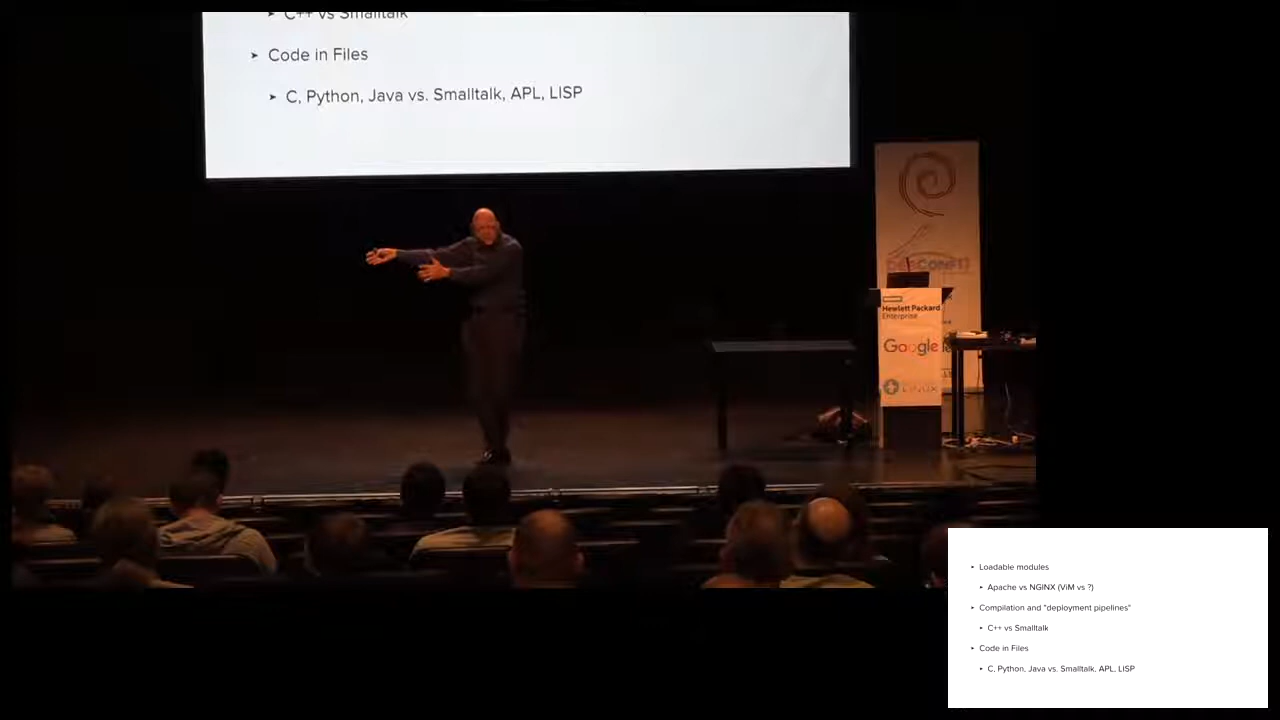 ➤ C++ vs Smalltalk
➤ Code in Files
➤ C, Python, Java vs. Smalltalk, APL, LISP
Hewlett Packard
Enterprise
Google
▸ Loadable modules
▸ Apache vs NGINX (ViM vs ?)
▸ Compilation and "deployment pipelines"
▸ C++ vs Smalltalk
▸ Code in Files
▸ C, Python, Java vs. Smalltalk, APL, LISP